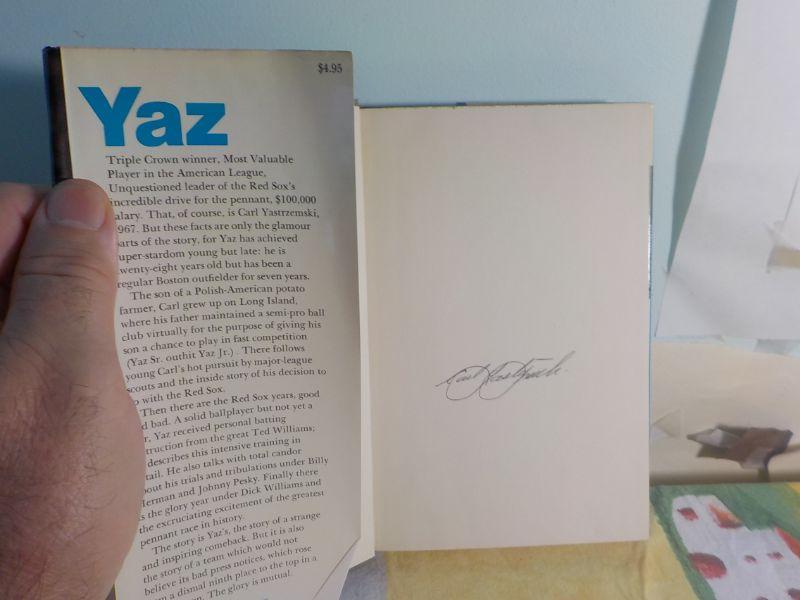 $4.95
Yaz
Triple Crown winner, Most Valuable
Player in the American League,
Unquestioned leader of the Red Sox's
incredible drive for the pennant, $100,000
salary. That, of course, is Carl Yastrzemski,
1967. But these facts are only the glamour
parts of the story, for Yaz has achieved
super-stardom young but late: he is
twenty-eight years old but has been a
regular Boston outfielder for seven years.
The son of a Polish-American potato
farmer, Carl grew up on Long Island,
where his father maintained a semi-pro ball
club virtually for the purpose of giving his
son a chance to play in fast competition
(Yaz Sr. outhit Yaz Jr.). There follows
young Carl's hot pursuit by major-league
scouts and the inside story of his decision to
with the Red Sox.
Then there are the Red Sox years, good
bad. A solid ballplayer but not yet a
Yaz received personal batting
from the great Ted Williams;
describes this intensive training in
He also talks with total candor
his trials and tribulations under Billy
Herman and Johnny Pesky. Finally there
is the glory year under Dick Williams and
the excruciating excitement of the greatest
pennant race in history.
The story is Yaz's, the story of a strange
and inspiring comeback. But it is also
the story of a team which would not
believe its bad press notices, which rose
a dismal ninth place to the top in a
The glory is mutual.